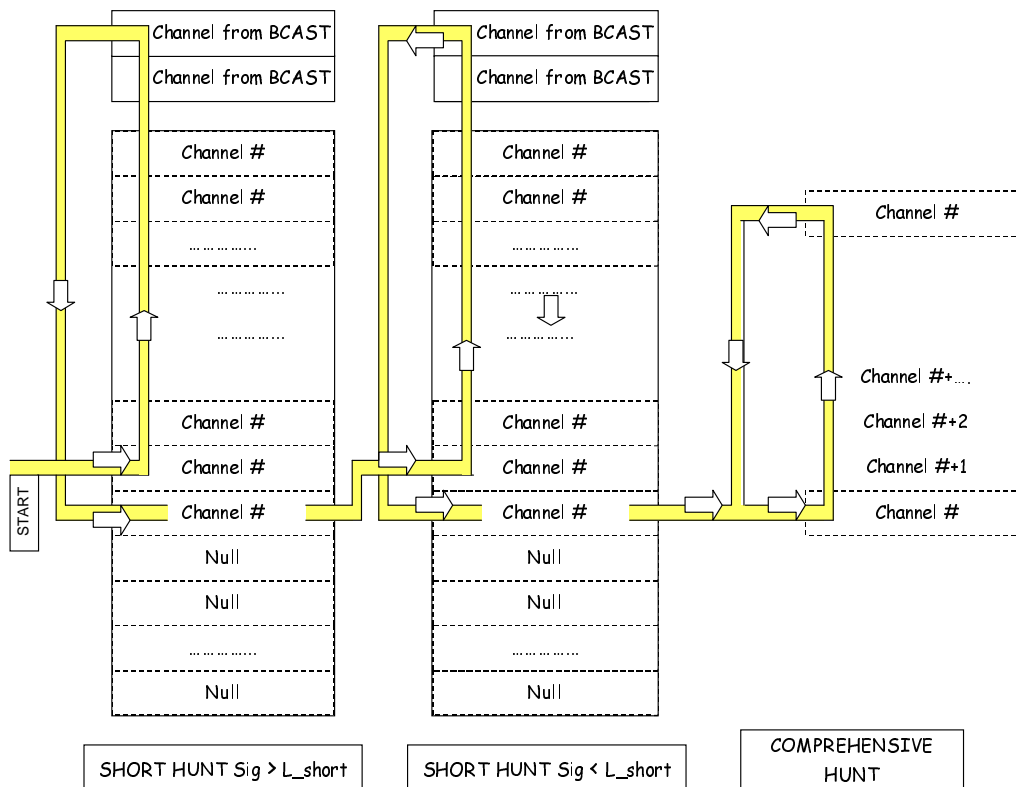 Channel from BCAST
Channel from BCAST
Channel #
Channel #
…………...
…………...
…………...
Channel #
Channel #
Channel #
Null
Null
…………...
Null
START
SHORT HUNT Sig > L_short
Channel from BCAST
Channel from BCAST
Channel #
Channel #
…………...
…………...
…………...
Channel #
Channel #
Channel #
Null
Null
…………...
Null
SHORT HUNT Sig < L_short
Channel #
Channel #+….
Channel #+2
Channel #+1
Channel #
COMPREHENSIVE
HUNT